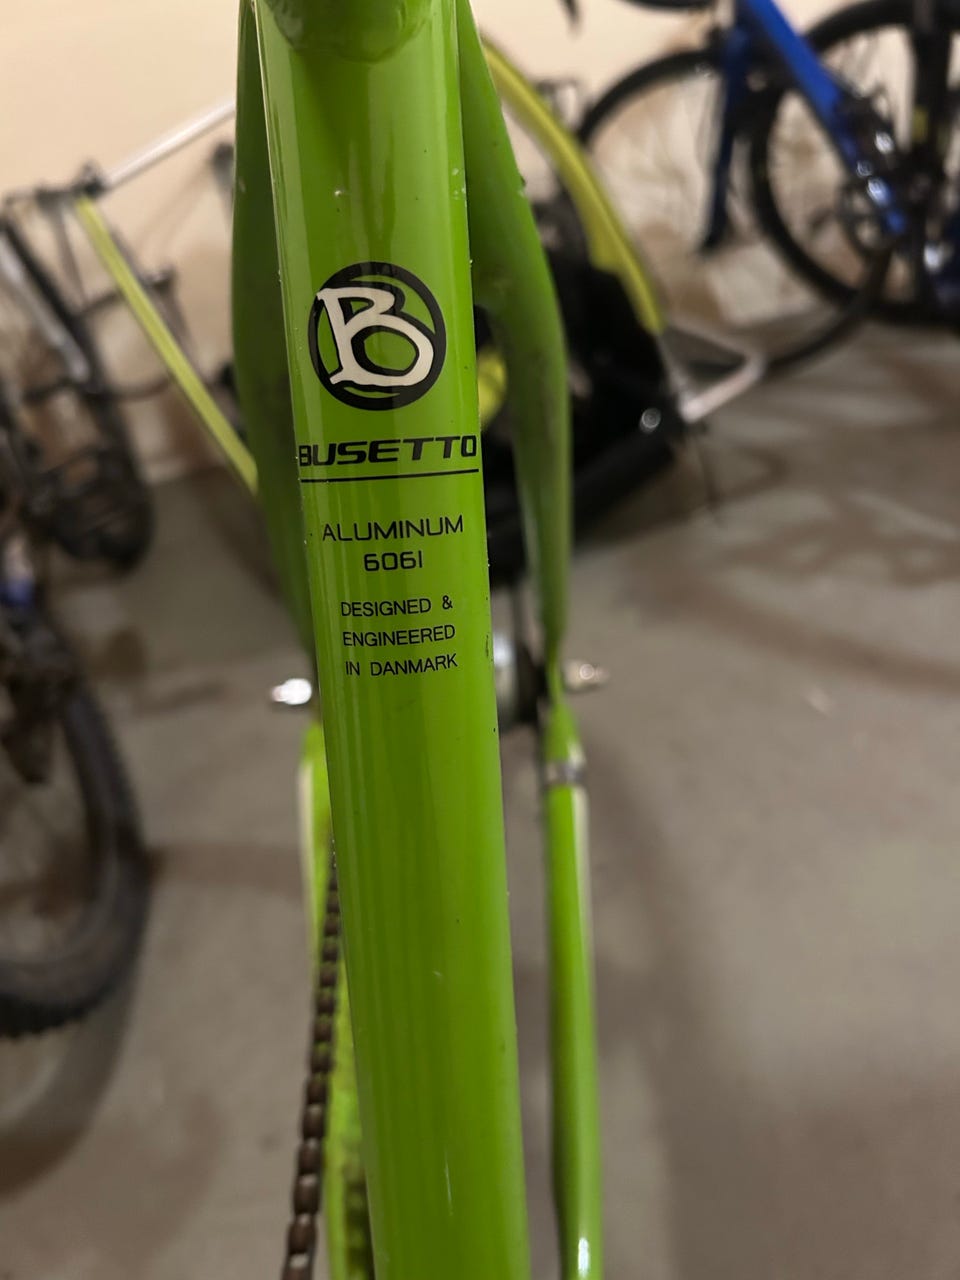 B
BUSETTO
ALUMINUM
6061
DESIGNED &
ENGINEERED
IN DANMARK